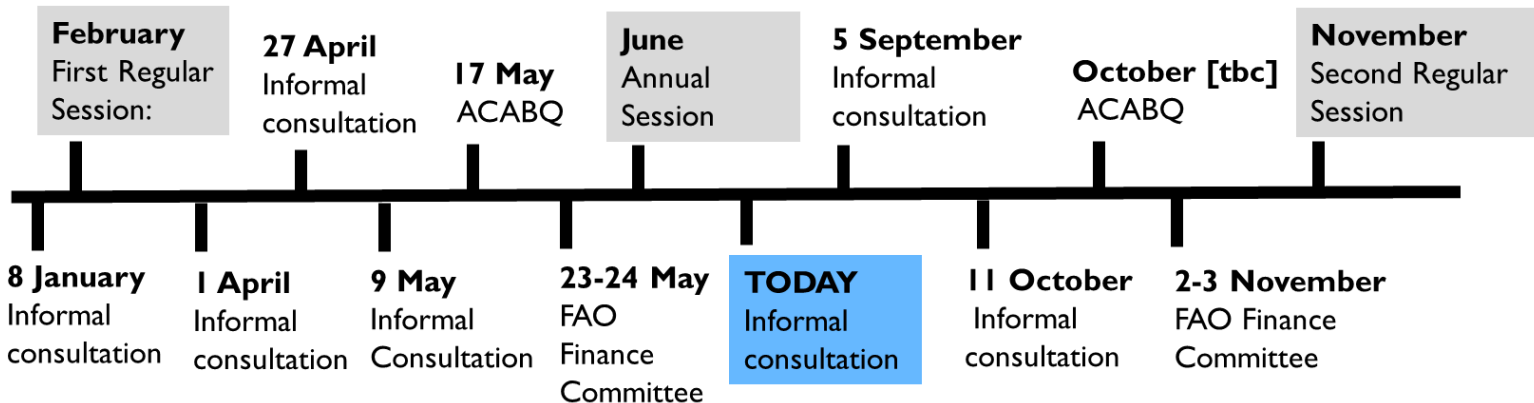 February
First Regular
Session:
27 April
Informal
consultation
17 May
ACABQ
June
Annual
Session
5 September
Informal
consultation
October [tbc]
ACABQ
November
Second Regular
Session
8 January
Informal
consultation
1 April
Informal
consultation
9 May
Informal
Consultation
23-24 May
FAO
Finance
Committee
TODAY
Informal
consultation
11 October
Informal
consultation
2-3 November
FAO Finance
Committee